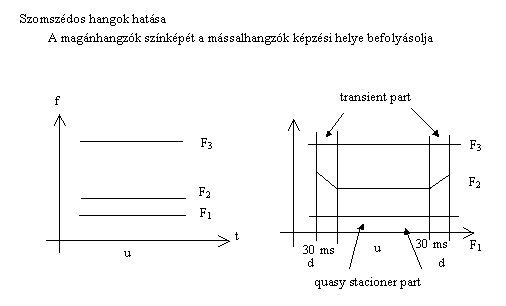 Szomszédos hangok hatása
A magánhangzók színképét a mássalhangzók képzési helye befolyásolja
f
F3
F2
F1
t
u
transient part
F3
F2
F1
30 ms
u
30 ms
d
d
quasy stacioner part